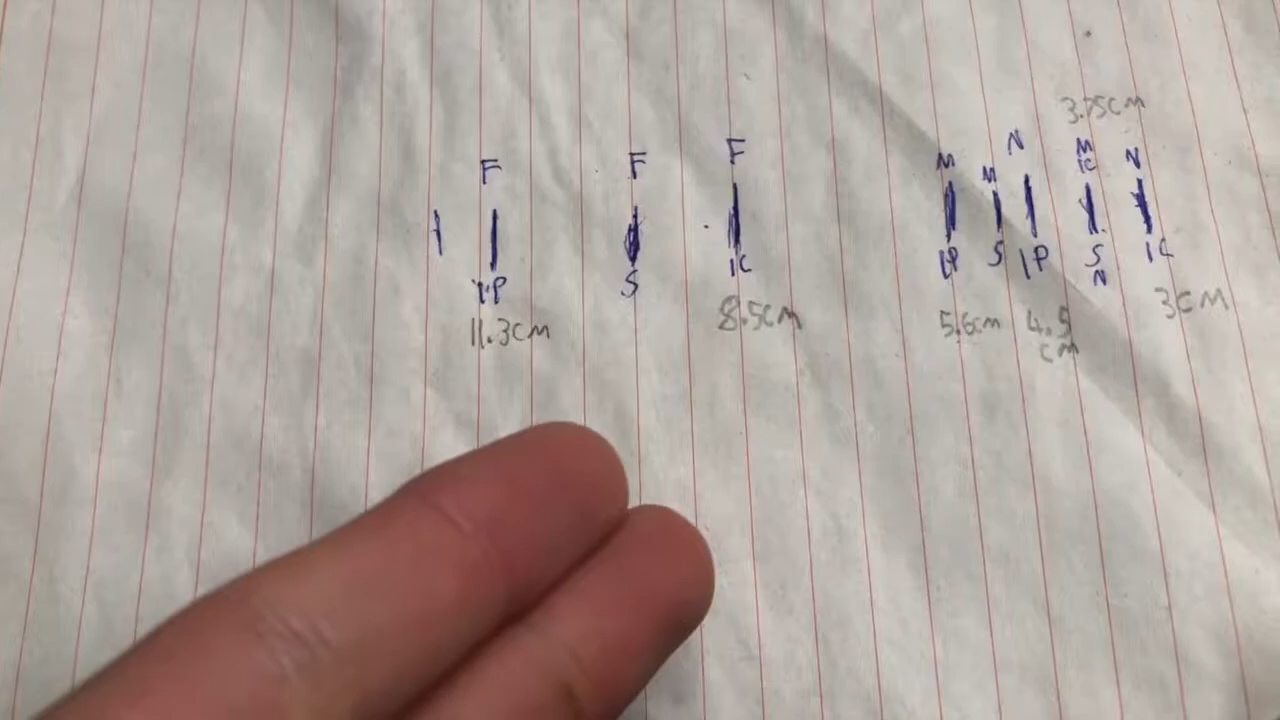 3.75cm
F F F M M N M N
IC
IP S IC IP S IP S IC
N
11.3cm 8.5cm 5.6cm 4.5 3cm
cm